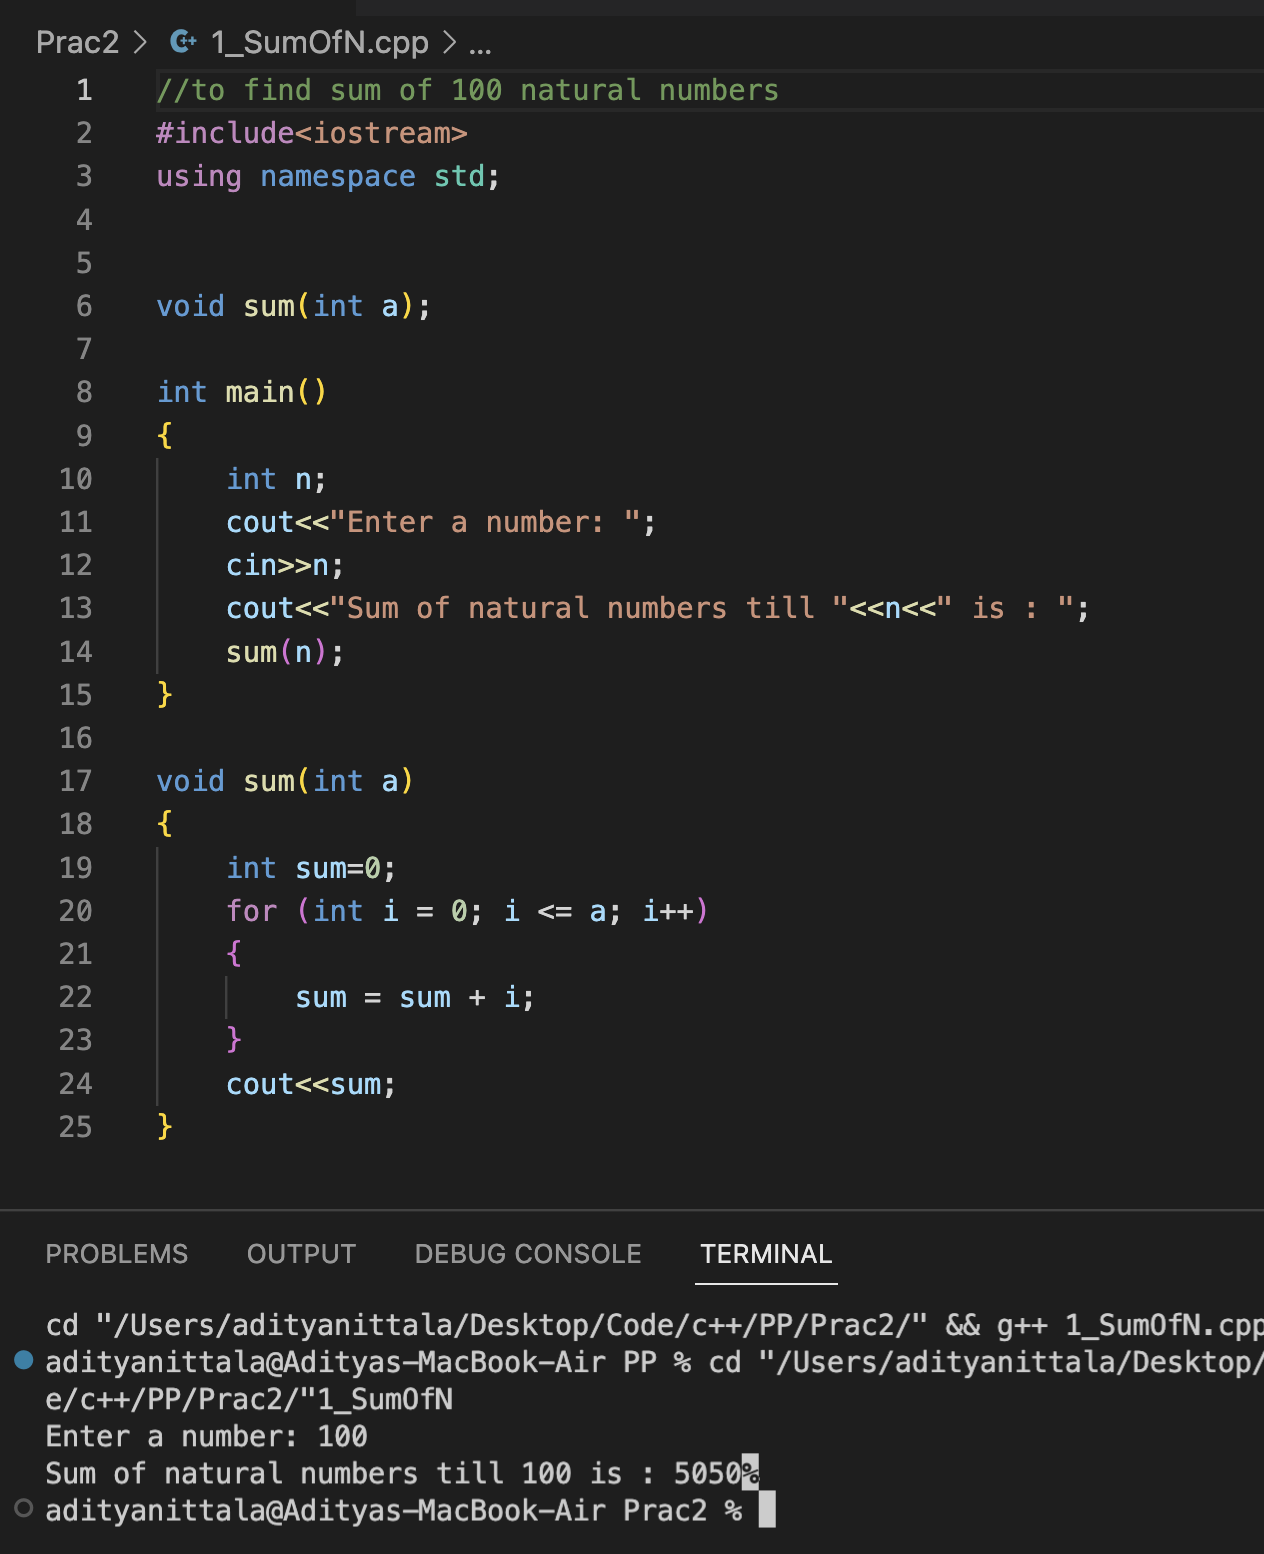 Prac2 > C++ 1_SumOfN.cpp > ...
1 //to find sum of 100 natural numbers
2 #include<iostream>
3 using namespace std;
4
5
6 void sum(int a);
7
8 int main()
9 {
10     int n;
11     cout<<"Enter a number: ";
12     cin>>n;
13     cout<<"Sum of natural numbers till "<<n<<" is : ";
14     sum(n);
15 }
16
17 void sum(int a)
18 {
19     int sum=0;
20     for (int i = 0; i <= a; i++)
21     {
22         sum = sum + i;
23     }
24     cout<<sum;
25 }
PROBLEMS OUTPUT DEBUG CONSOLE TERMINAL
cd "/Users/adityanittala/Desktop/Code/c++/PP/Prac2/" && g++ 1_SumOfN.cpp
adityanittala@Adityas-MacBook-Air PP % cd "/Users/adityanittala/Desktop/
e/c++/PP/Prac2/"1_SumOfN
Enter a number: 100
Sum of natural numbers till 100 is : 5050%
adityanittala@Adityas-MacBook-Air Prac2 %